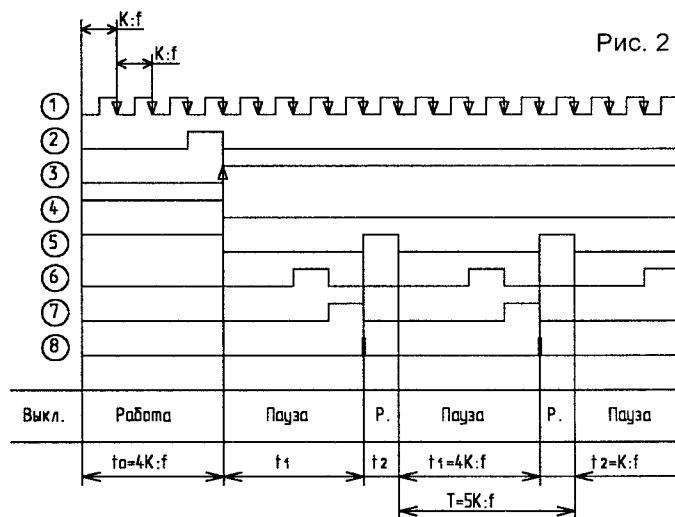 K:f
K:f
Рис. 2
1
2
3
4
5
6
7
8
Выкл. Работа Пауза Р. Пауза Р. Пауза
t0=4K:f t1 t2 t1=4K:f t2=K:f
T=5K:f